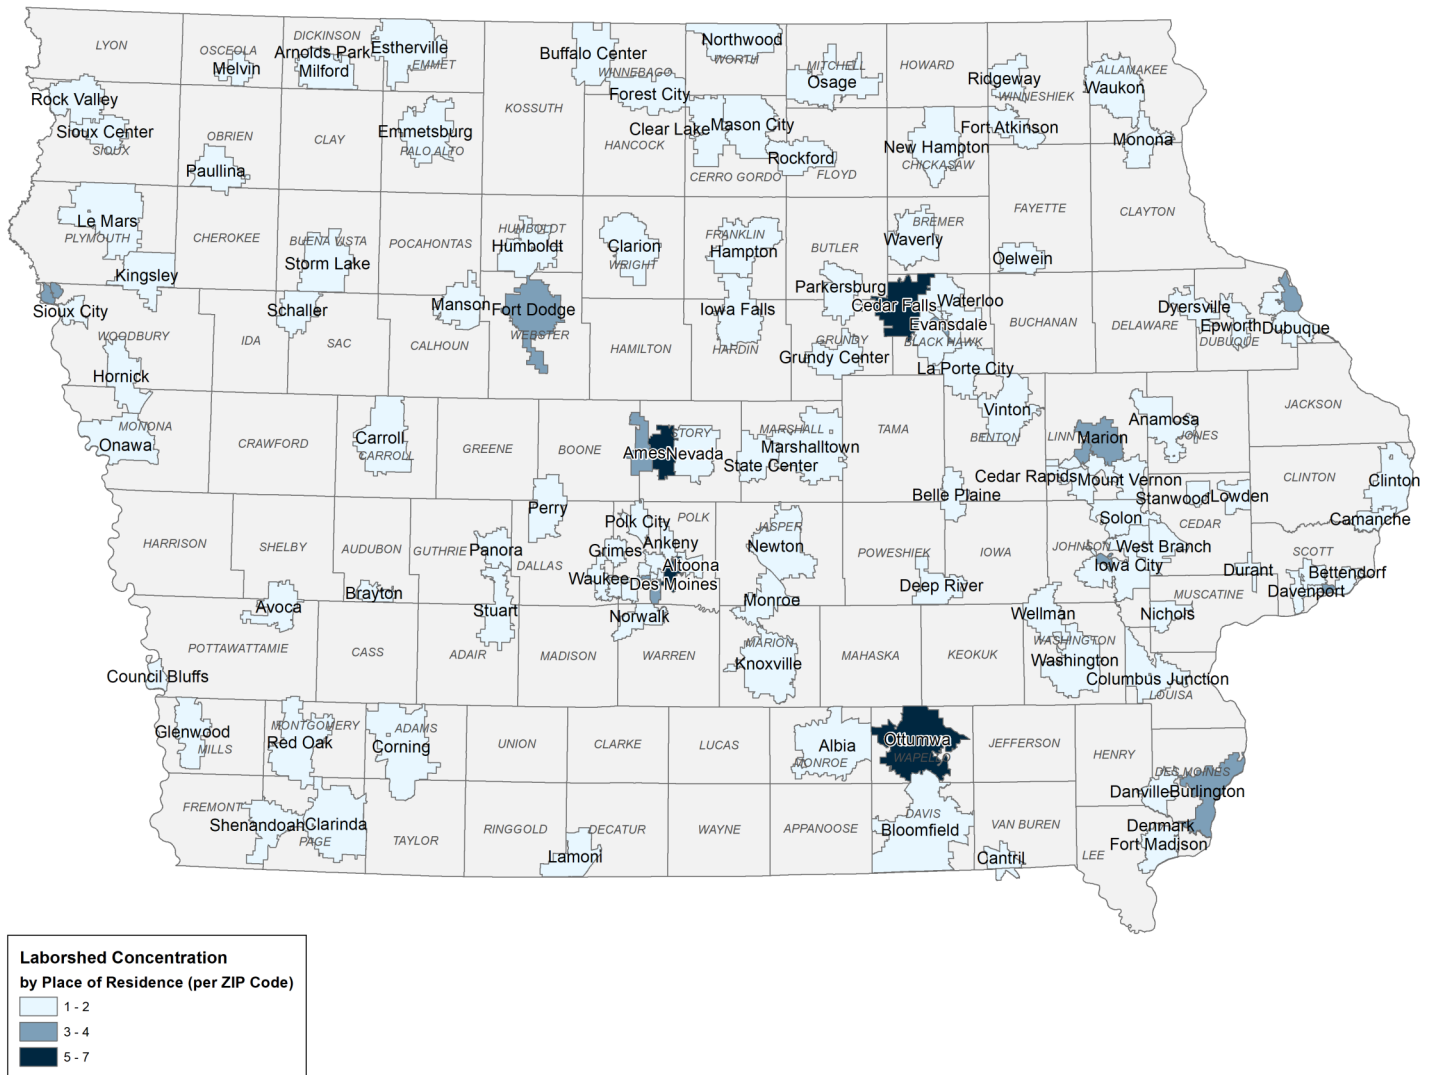 LYON
OSCEOLA
Melvin
DICKINSON
Arnolds Park
Milford
Estherville
EMMET
Buffalo Center
WINNEBAGO
Forest City
Northwood
WORTH
MITCHELL
Osage
HOWARD
Ridgeway
WINNESHIEK
ALLAMAKEE
Waukon
Rock Valley
Sioux Center
SIOUX
OBRIEN
Paullina
CLAY
Emmetsburg
PALO ALTO
KOSSUTH
HANCOCK
Clear Lake
Mason City
CERRO GORDO
Rockford
FLOYD
New Hampton
CHICKASAW
Fort Atkinson
Monona
Le Mars
PLYMOUTH
Kingsley
CHEROKEE
BUENA VISTA
Storm Lake
POCAHONTAS
HUMBOLDT
Humboldt
Clarion
WRIGHT
FRANKLIN
Hampton
BUTLER
Parkersburg
BREMER
Waverly
FAYETTE
Oelwein
CLAYTON
Sioux City
WOODBURY
Hornick
IDA
Schaller
SAC
Manson
CALHOUN
Fort Dodge
WEBSTER
HAMILTON
Iowa Falls
HARDIN
GRUNDY
Grundy Center
Cedar Falls
Waterloo
Evansdale
BLACK HAWK
La Porte City
BUCHANAN
DELAWARE
Dyersville
Epworth
Dubuque
DUBUQUE
MONONA
Onawa
CRAWFORD
Carroll
CARROLL
GREENE
BOONE
Ames
STORY
Nevada
MARSHALL
Marshalltown
State Center
TAMA
Vinton
BENTON
LINN
Marion
Cedar Rapids
Mount Vernon
Anamosa
JONES
JACKSON
CLINTON
Clinton
Camanche
HARRISON
SHELBY
AUDUBON
Brayton
GUTHRIE
Panora
Stuart
Perry
DALLAS
Polk City
POLK
Grimes
Ankeny
Altoona
Waukee
Des Moines
Norwalk
JASPER
Newton
Monroe
POWESHIEK
Deep River
Belle Plaine
IOWA
JOHNSON
Solon
West Branch
Iowa City
Stanwood
Lowden
CEDAR
Durant
SCOTT
Bettendorf
Davenport
MUSCATINE
Nichols
Avoca
POTTAWATTAMIE
Council Bluffs
CASS
ADAIR
MADISON
WARREN
MARION
Knoxville
MAHASKA
KEOKUK
Wellman
WASHINGTON
Washington
Columbus Junction
LOUISA
Glenwood
MILLS
MONTGOMERY
Red Oak
ADAMS
Corning
UNION
CLARKE
LUCAS
Albia
MONROE
Ottumwa
WAPELLO
JEFFERSON
HENRY
DES MOINES
Danville
Burlington
FREMONT
Shenandoah
Clarinda
PAGE
TAYLOR
RINGGOLD
DECATUR
Lamoni
WAYNE
APPANOOSE
DAVIS
Bloomfield
VAN BUREN
Cantril
LEE
Denmark
Fort Madison
Laborshed Concentration
by Place of Residence (per ZIP Code)
1 - 2
3 - 4
5 - 7